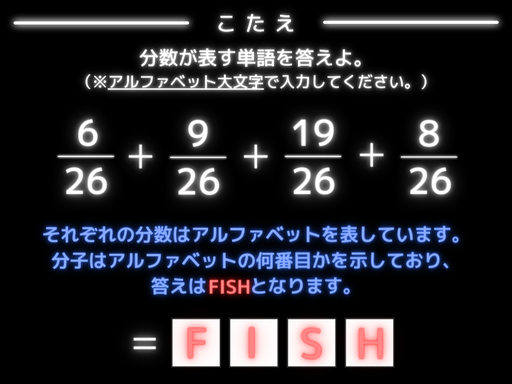 こたえ
分数が表す単語を答えよ。
（※アルファベット大文字で入力してください。）
6/26 + 9/26 + 19/26 + 8/26
それぞれの分数はアルファベットを表しています。
分子はアルファベットの何番目かを示しており、
答えはFISHとなります。
= F I S H